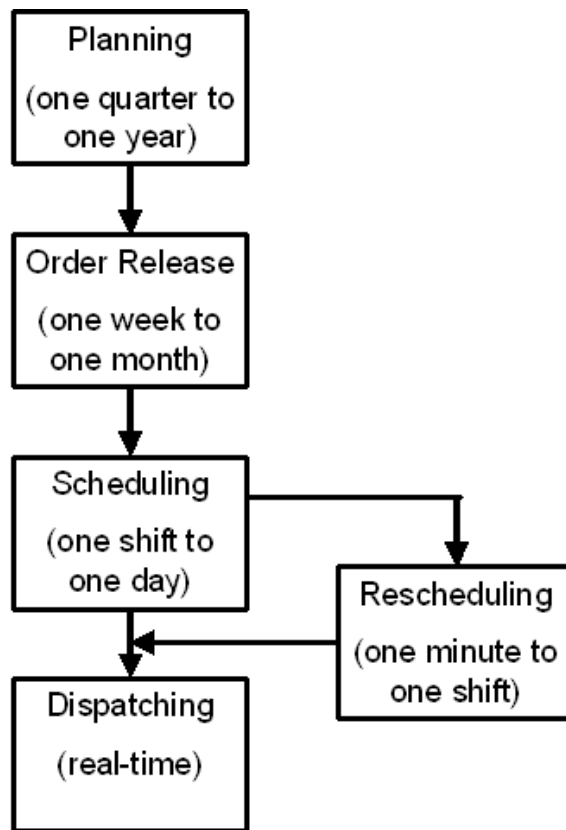 Planning
(one quarter to
one year)
Order Release
(one week to
one month)
Scheduling
(one shift to
one day)
Rescheduling
(one minute to
one shift)
Dispatching
(real-time)